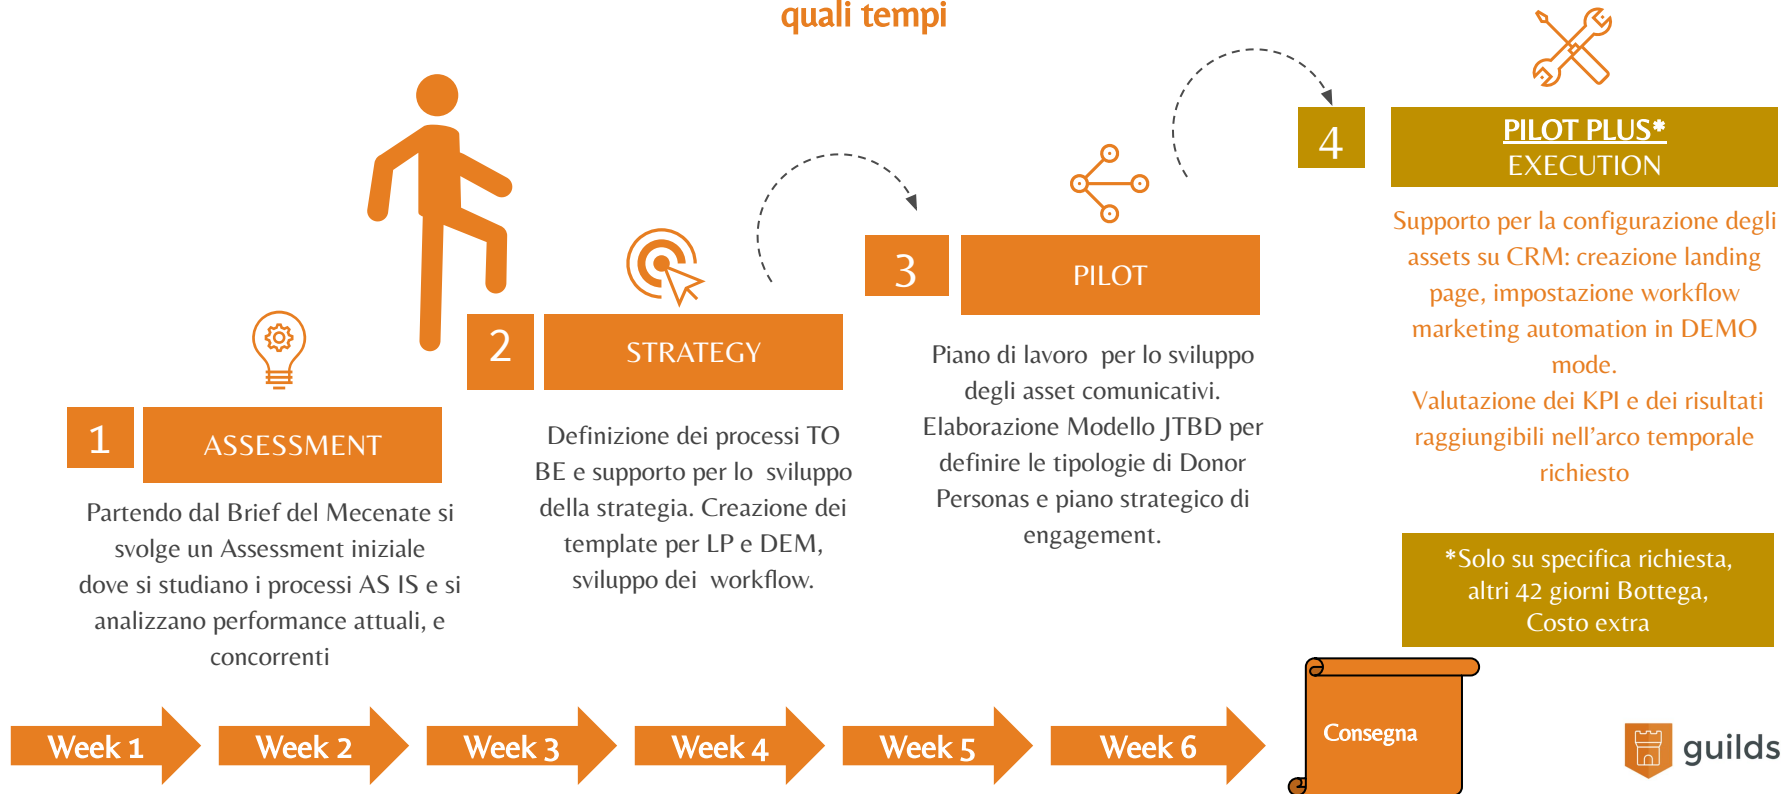 quali tempi
1
ASSESSMENT
Partendo dal Brief del Mecenate si
svolge un Assessment iniziale
dove si studiano i processi AS IS e si
analizzano performance attuali, e
concorrenti
2
STRATEGY
Definizione dei processi TO
BE e supporto per lo sviluppo
della strategia. Creazione dei
template per LP e DEM,
sviluppo dei workflow.
3
PILOT
Piano di lavoro per lo sviluppo
degli asset comunicativi.
Elaborazione Modello JTBD per
definire le tipologie di Donor
Personas e piano strategico di
engagement.
4
PILOT PLUS*
EXECUTION
Supporto per la configurazione degli
assets su CRM: creazione landing
page, impostazione workflow
marketing automation in DEMO
mode.
Valutazione dei KPI e dei risultati
raggiungibili nell’arco temporale
richiesto
*Solo su specifica richiesta,
altri 42 giorni Bottega,
Costo extra
Week 1
Week 2
Week 3
Week 4
Week 5
Week 6
Consegna
guilds